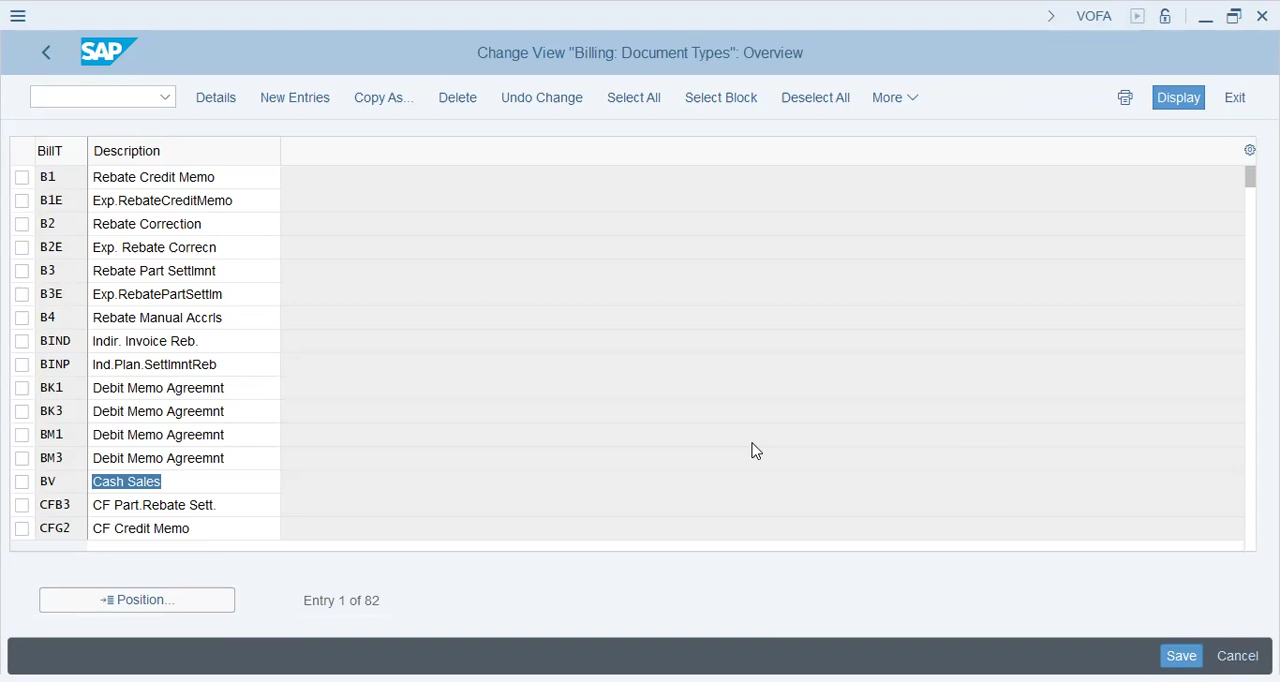 VOFA
SAP
Change View "Billing: Document Types": Overview
Details New Entries Copy As... Delete Undo Change Select All Select Block Deselect All More Display Exit
BillT Description
B1 Rebate Credit Memo
B1E Exp.RebateCreditMemo
B2 Rebate Correction
B2E Exp. Rebate Correcn
B3 Rebate Part Settlmnt
B3E Exp.RebatePartSettlm
B4 Rebate Manual Accrls
BIND Indir. Invoice Reb.
BINP Ind.Plan.SettlmntReb
BK1 Debit Memo Agreemnt
BK3 Debit Memo Agreemnt
BM1 Debit Memo Agreemnt
BM3 Debit Memo Agreemnt
BV Cash Sales
CFB3 CF Part.Rebate Sett.
CFG2 CF Credit Memo
Position... Entry 1 of 82
Save Cancel